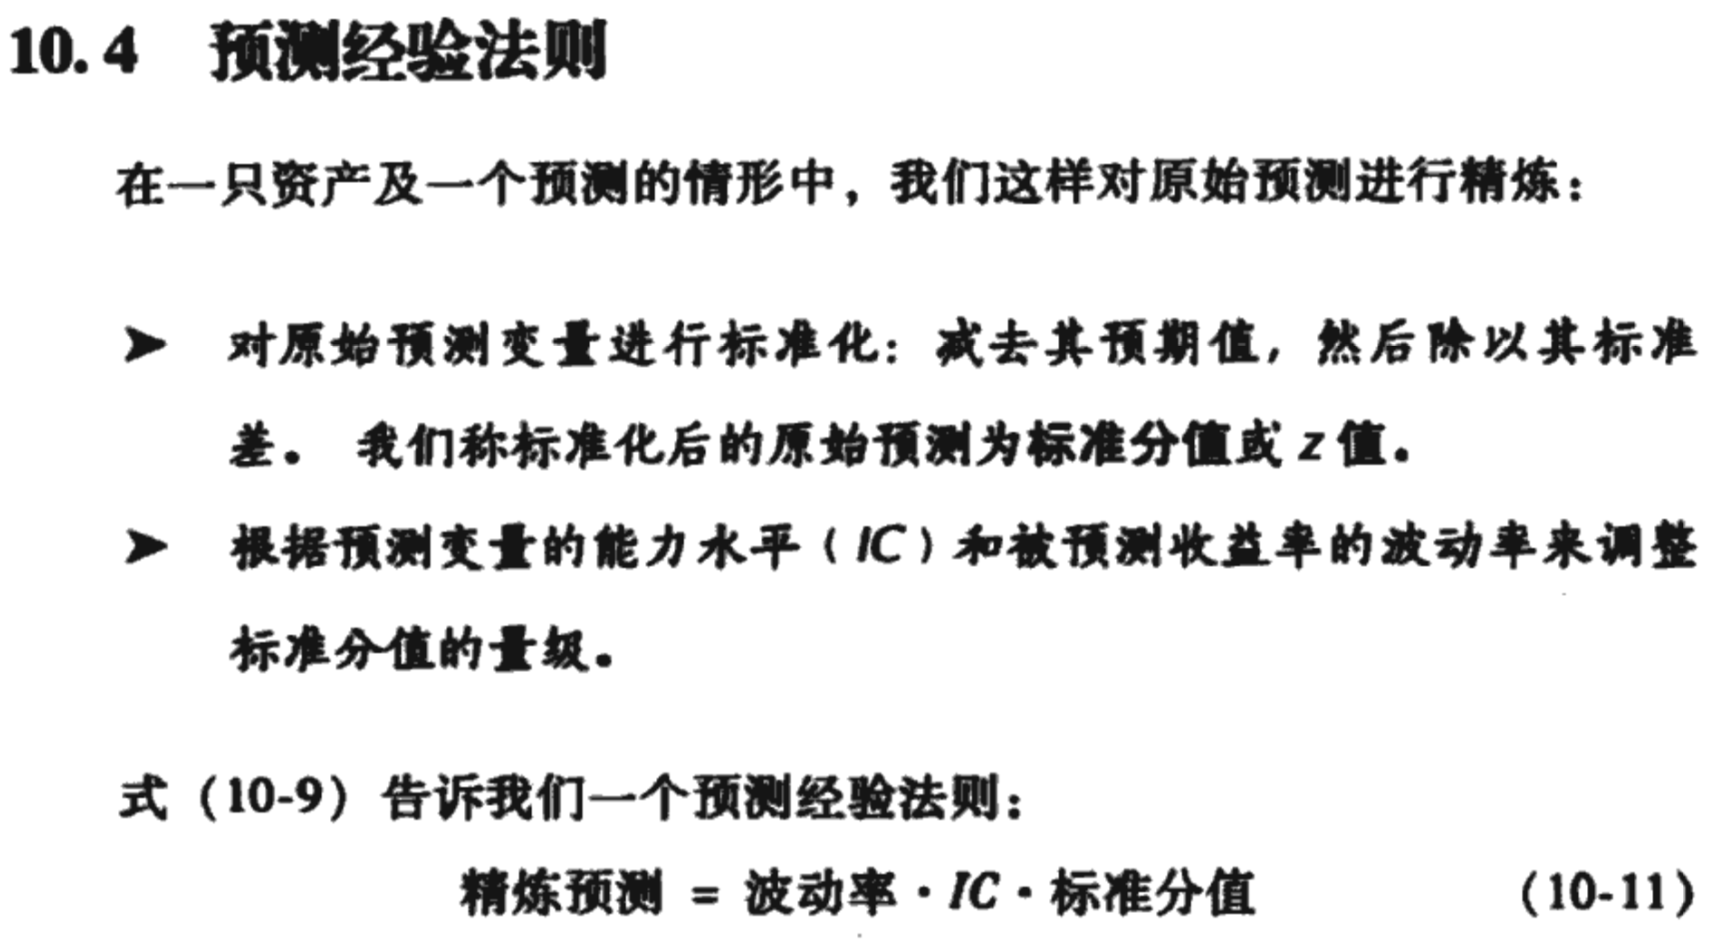 10.4 预测经验法则
在一只资产及一个预测的情形中，我们这样对原始预测进行精炼：
➤ 对原始预测变量进行标准化：减去其预期值，然后除以其标准
差。 我们称标准化后的原始预测为标准分值或 z 值。
➤ 根据预测变量的能力水平（IC）和被预测收益率的波动率来调整
标准分值的量级。
式（10-9）告诉我们一个预测经验法则：
精炼预测 = 波动率·IC·标准分值 （10-11）